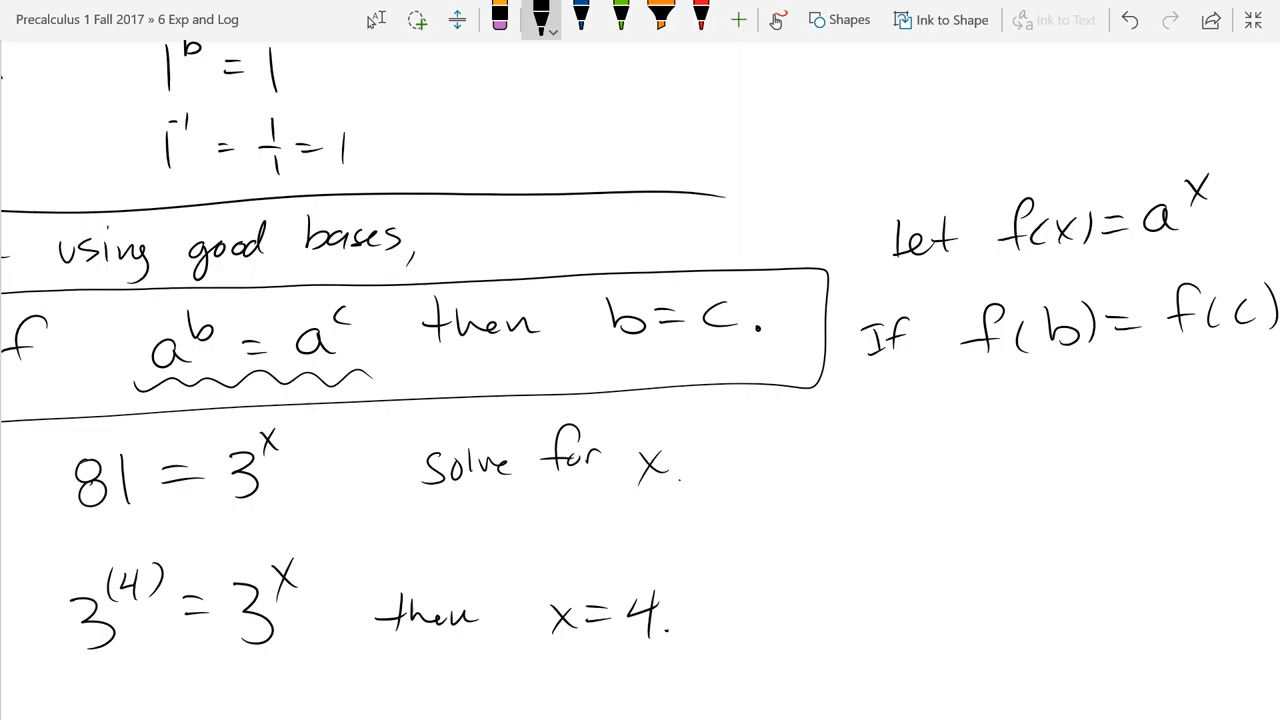 Precalculus 1 Fall 2017 » 6 Exp and Log
Shapes
Ink to Shape
Ink to Text
1^b = 1
1^-1 = 1/1 = 1
- using good bases,
f a^b = a^c then b = c.
81 = 3^x solve for x.
3^(4) = 3^x then x = 4.
Let f(x) = a^x
If f(b) = f(c)